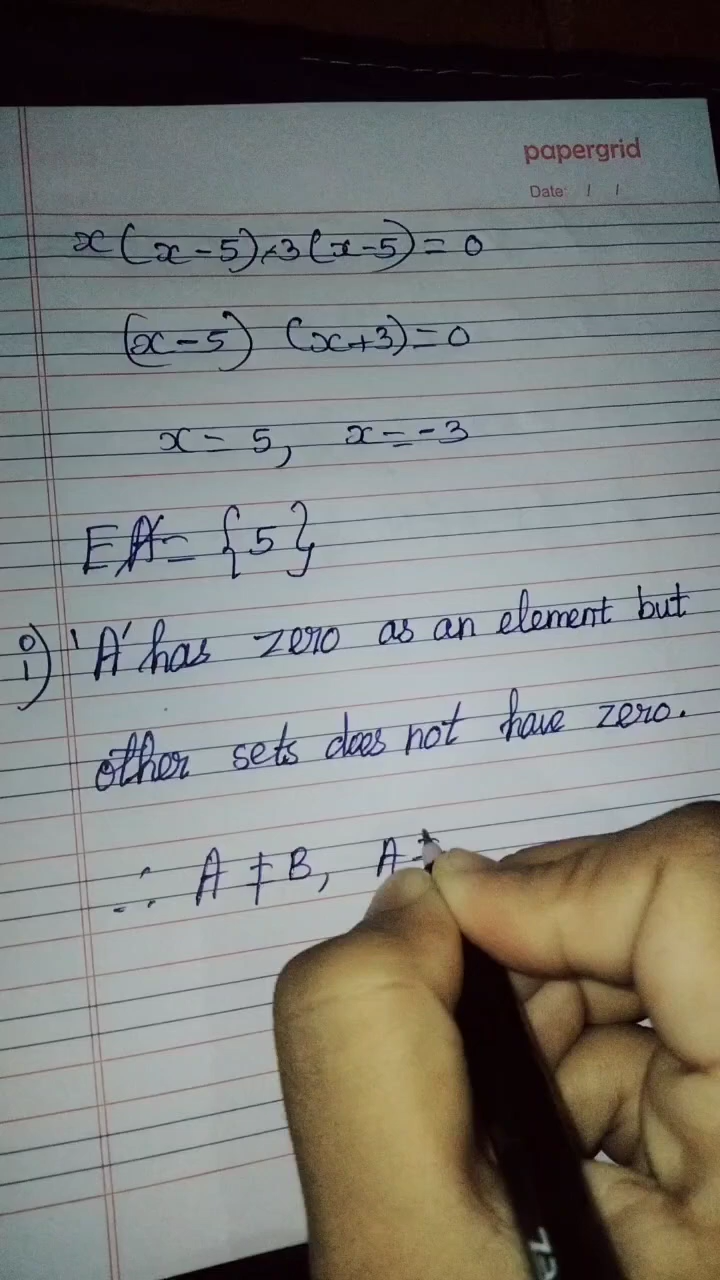 papergrid
Date: / /
x(x-5)+3(x-5)=0
(x-5) (x+3)=0
x = 5, x = -3
E = {5}
i) 'A' has zero as an element but
other sets does not have zero.
∴ A ≠ B, A